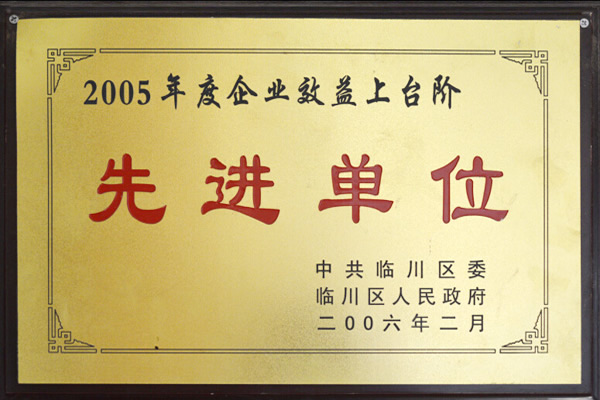 2005年度企业效益上台阶
先进单位
中共临川区委
临川区人民政府
二00六年二月